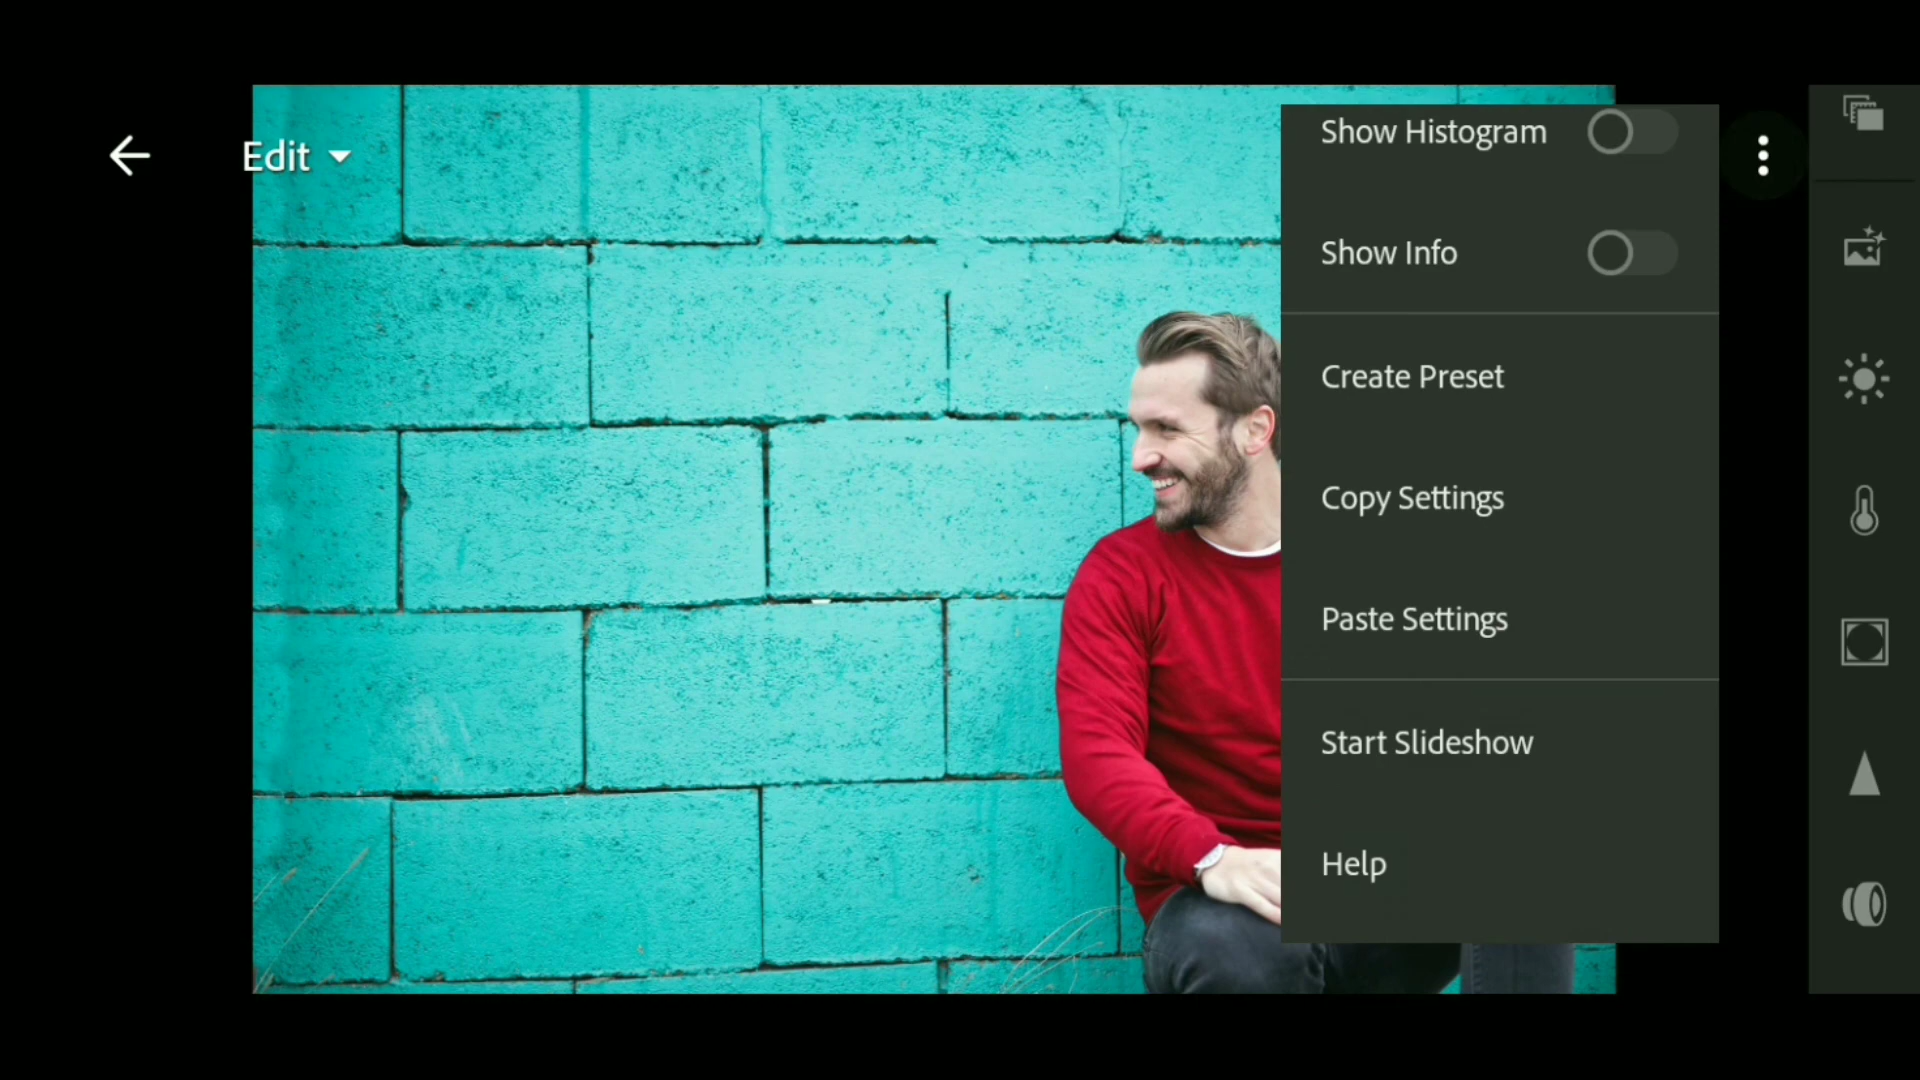 Edit
Show Histogram
Show Info
Create Preset
Copy Settings
Paste Settings
Start Slideshow
Help